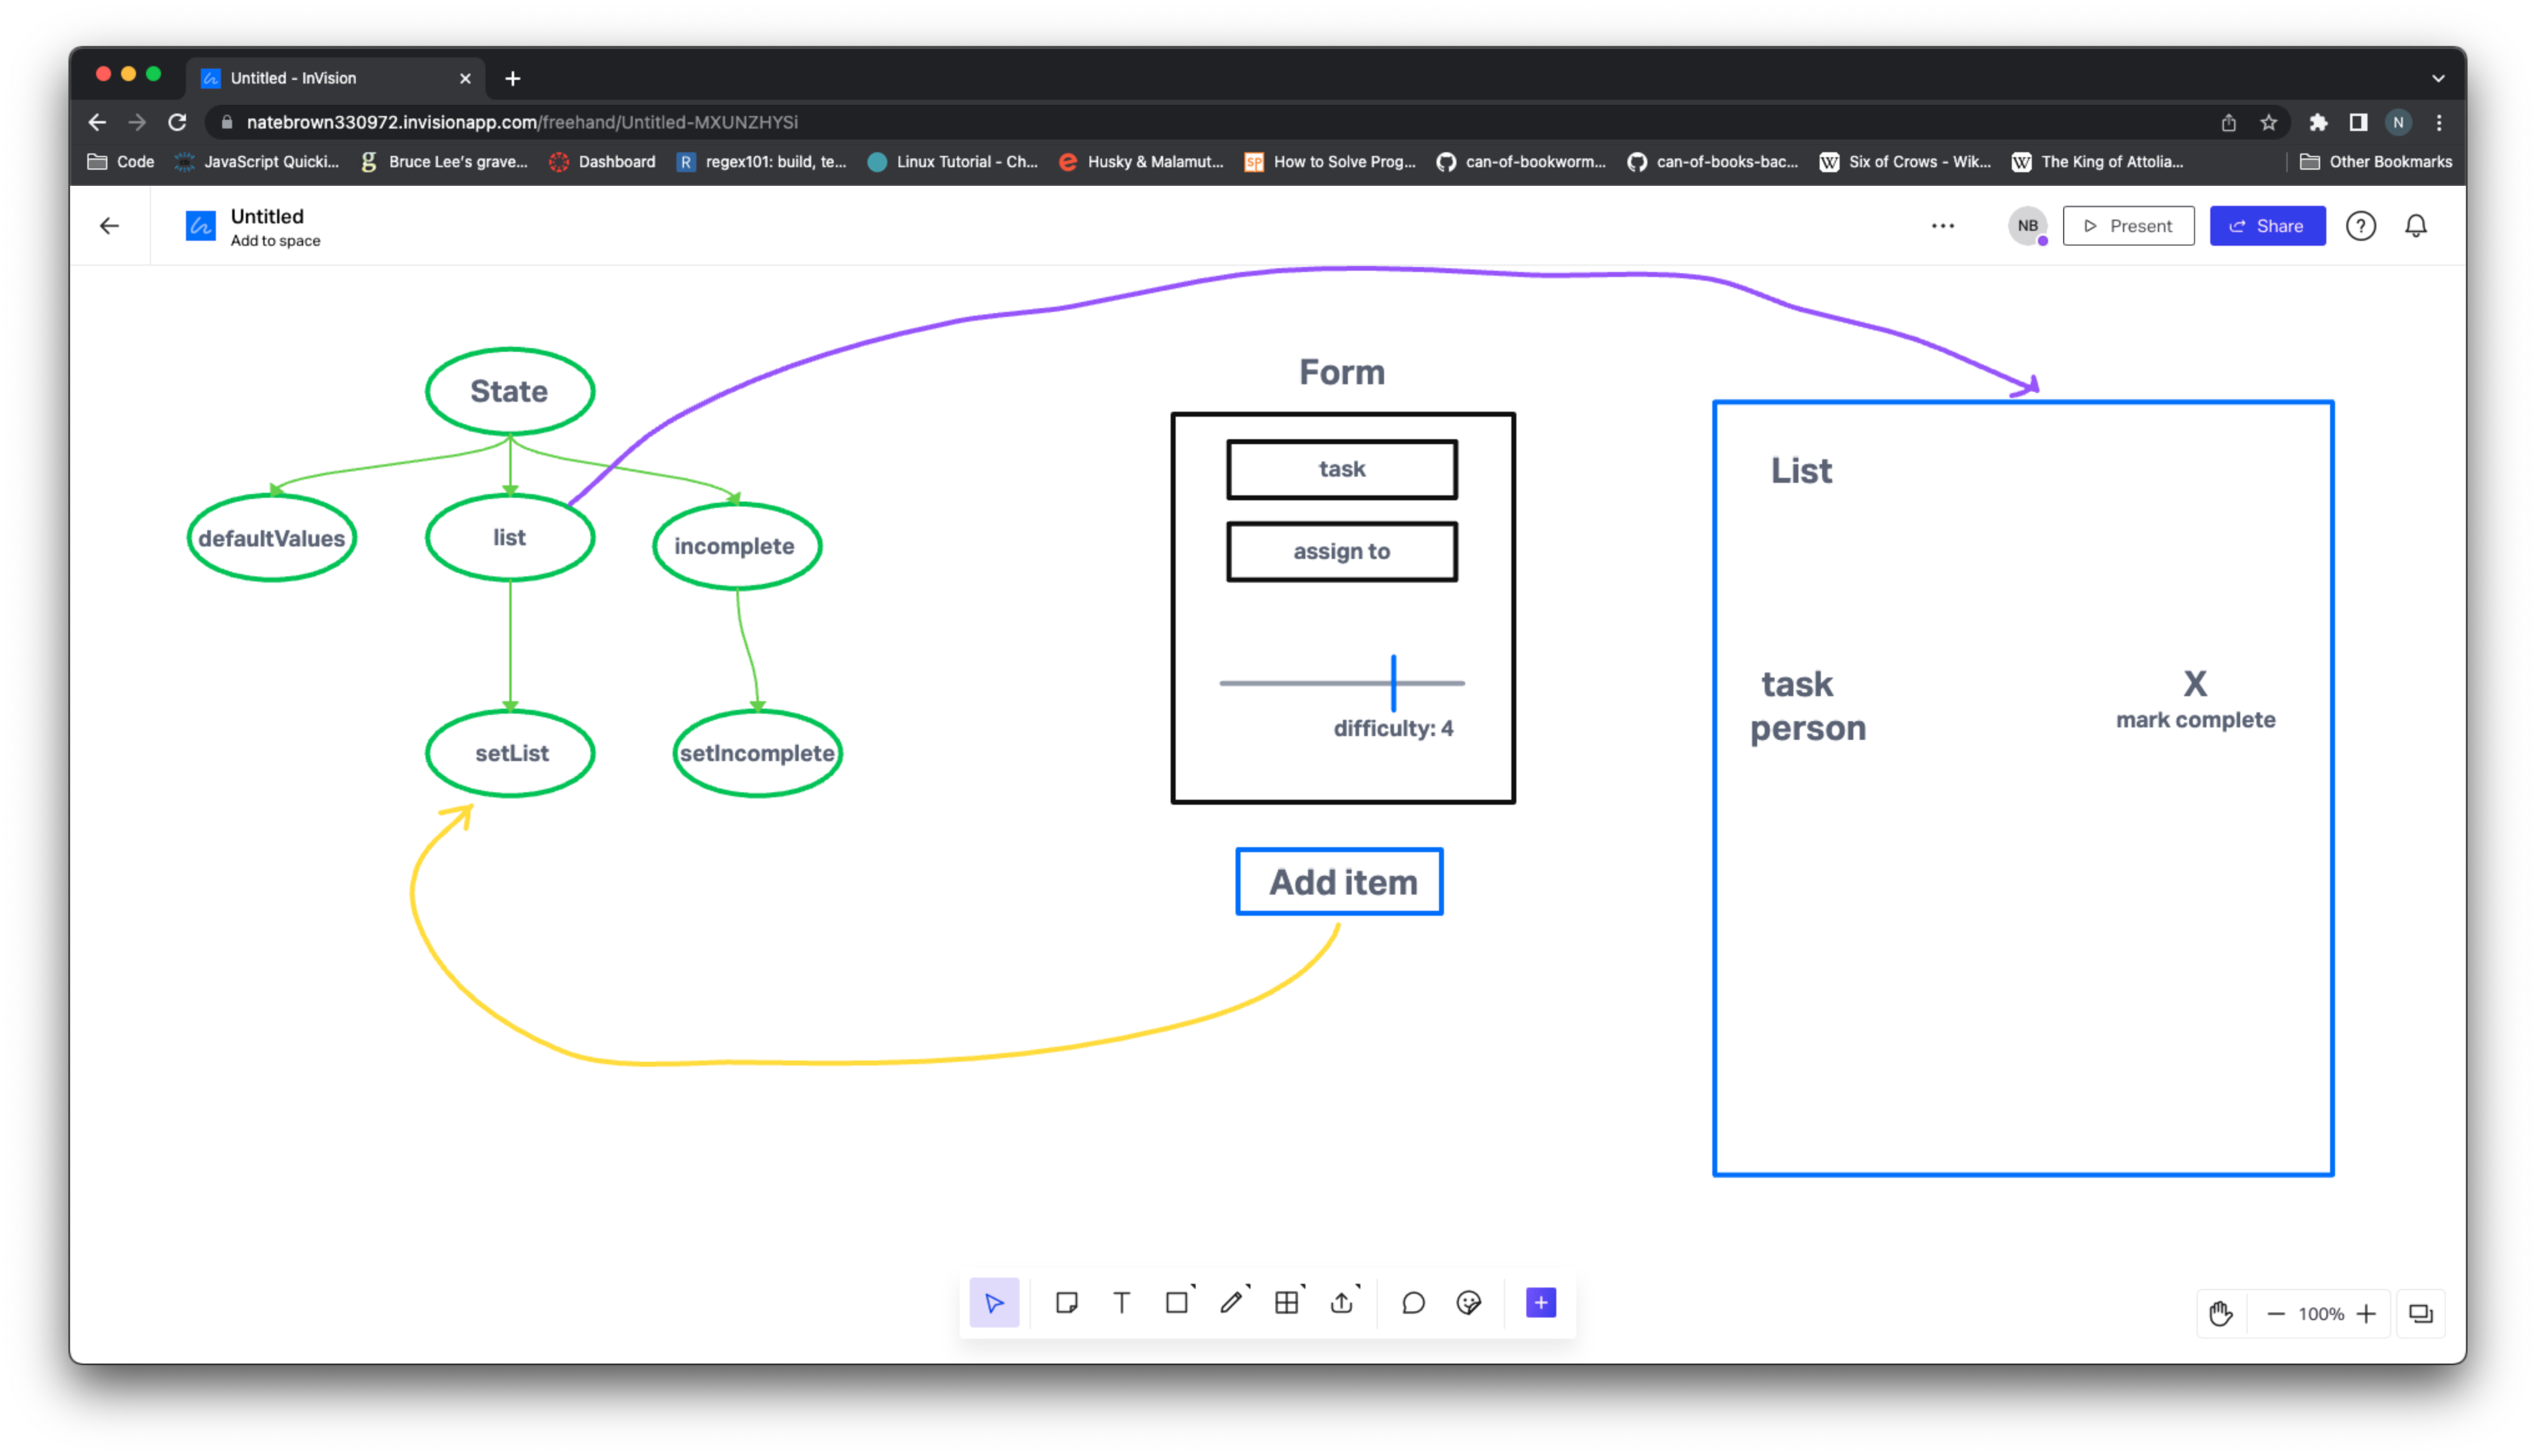 Untitled - InVision
natebrown330972.invisionapp.com/freehand/Untitled-MXUNZHYSi
N
Code
JavaScript Quicki...
g
Bruce Lee's grave...
Dashboard
R
regex101: build, te...
Linux Tutorial - Ch...
e
Husky & Malamut...
SP
How to Solve Prog...
can-of-bookworm...
can-of-books-bac...
W
Six of Crows - Wik...
W
The King of Attolia...
Other Bookmarks
Untitled
Add to space
NB
Present
Share
?
State
defaultValues
list
incomplete
setList
setIncomplete
Form
task
assign to
difficulty: 4
Add item
List
task
person
X
mark complete
T
100%